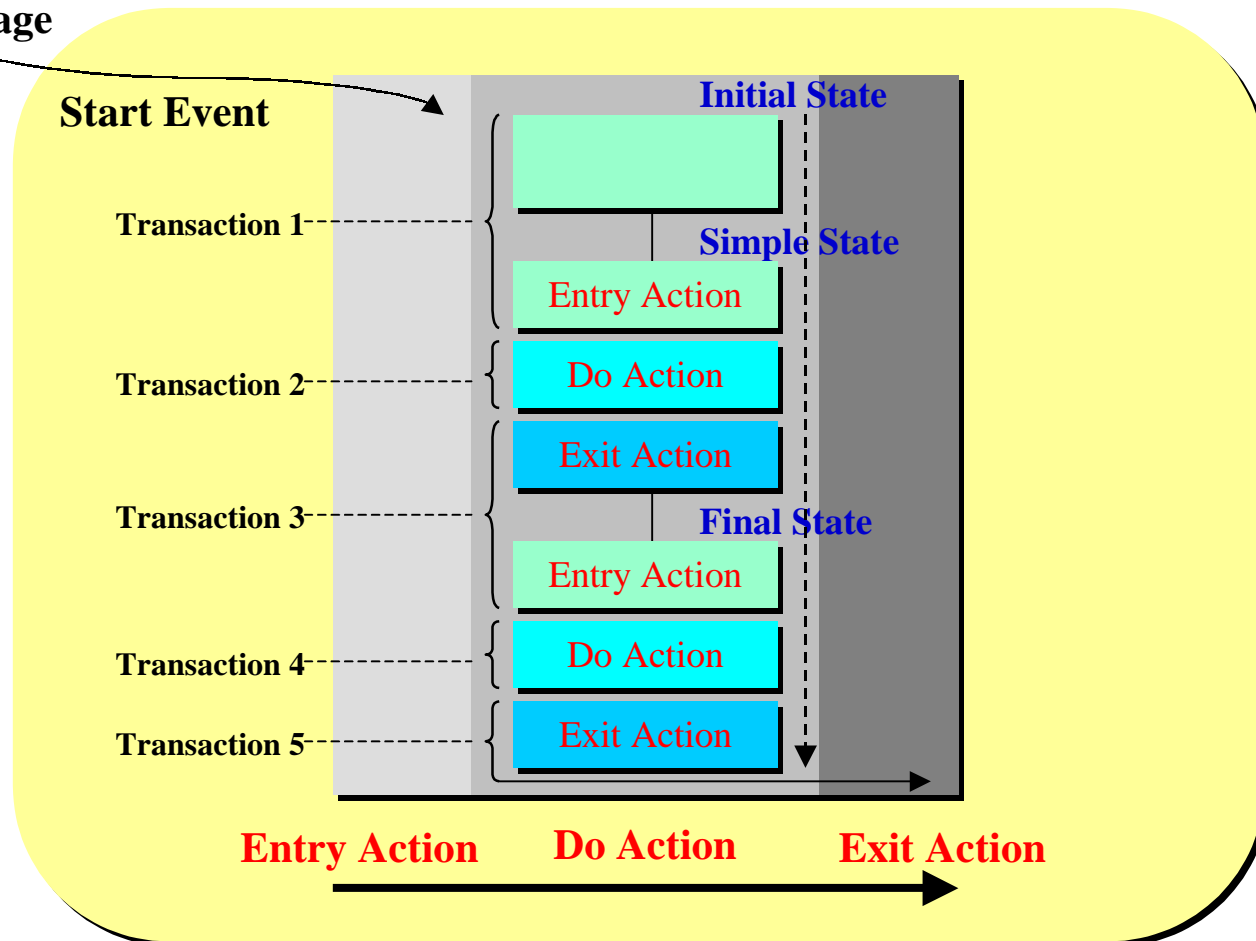 Start Event
Initial State
Transaction 1
Simple State
Entry Action
Transaction 2
Do Action
Exit Action
Transaction 3
Final State
Entry Action
Transaction 4
Do Action
Transaction 5
Exit Action
Entry Action
Do Action
Exit Action